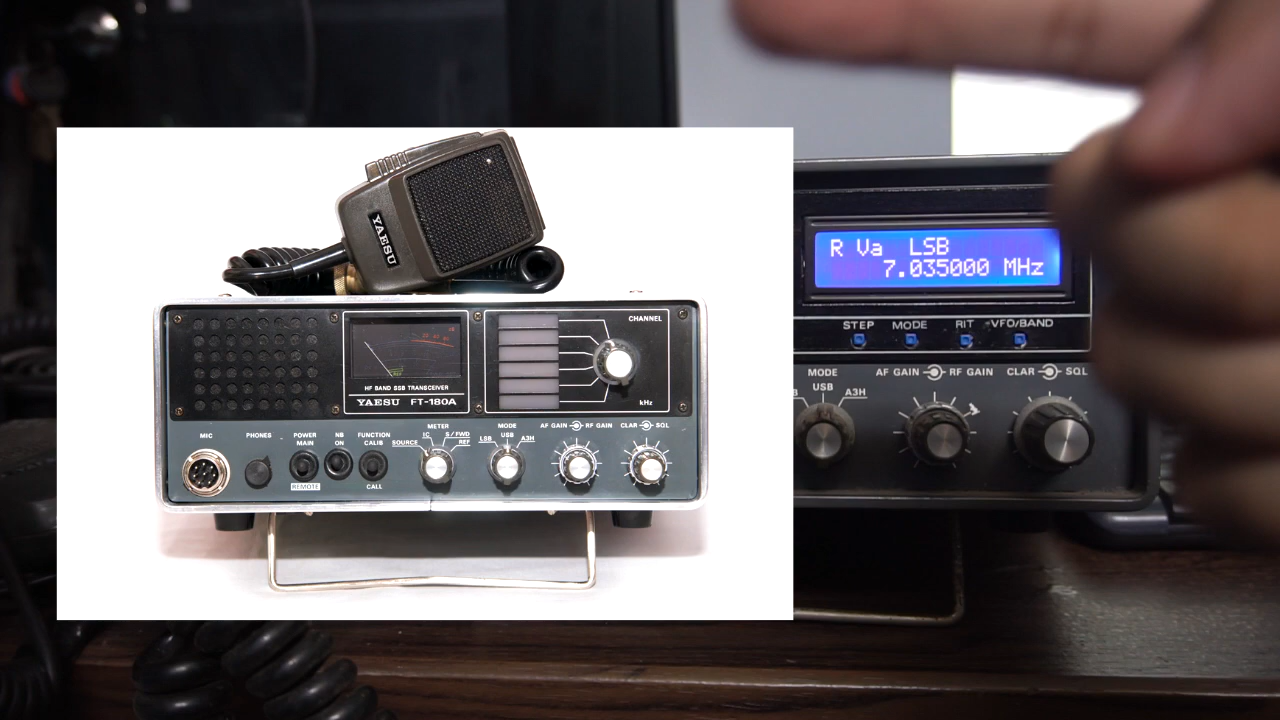 YAESU
CHANNEL
HF BAND SSB TRANSCEIVER
YAESU FT-180A
kHz
MIC
PHONES
POWER
MAIN
REMOTE
NB
ON
FUNCTION
CALIB
CALL
METER
SOURCE
IC
S/FWD
REF
MODE
LSB
USB
A3H
AF GAIN RF GAIN
CLAR SQL
R Va LSB
7.035000 MHz
STEP MODE RIT VFO/BAND
MODE
USB
A3H
AF GAIN RF GAIN
CLAR SQL